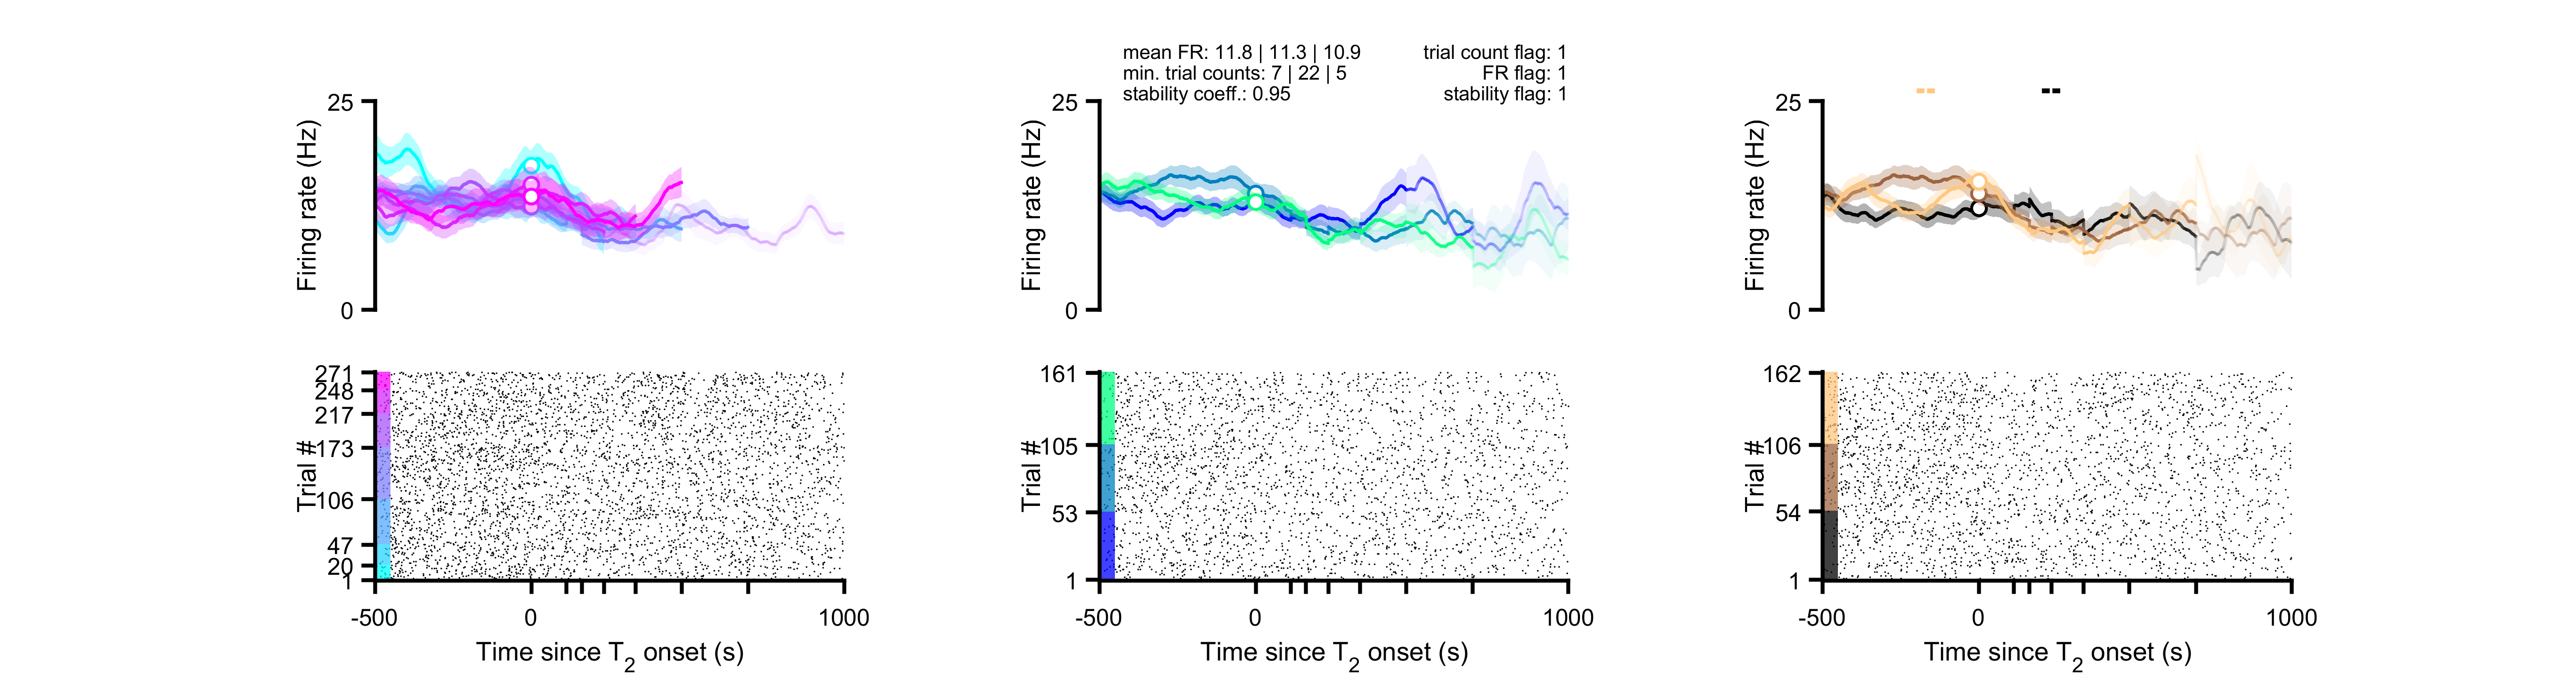 mean FR: 11.8 | 11.3 | 10.9
min. trial counts: 7 | 22 | 5
stability coeff.: 0.95
trial count flag: 1
FR flag: 1
stability flag: 1
25
0
Firing rate (Hz)
25
0
Firing rate (Hz)
25
0
Firing rate (Hz)
271
248
217
173
106
47
20
1
Trial #
-500
0
1000
Time since T2 onset (s)
161
105
53
1
Trial #
-500
0
1000
Time since T2 onset (s)
162
106
54
1
Trial #
-500
0
1000
Time since T2 onset (s)